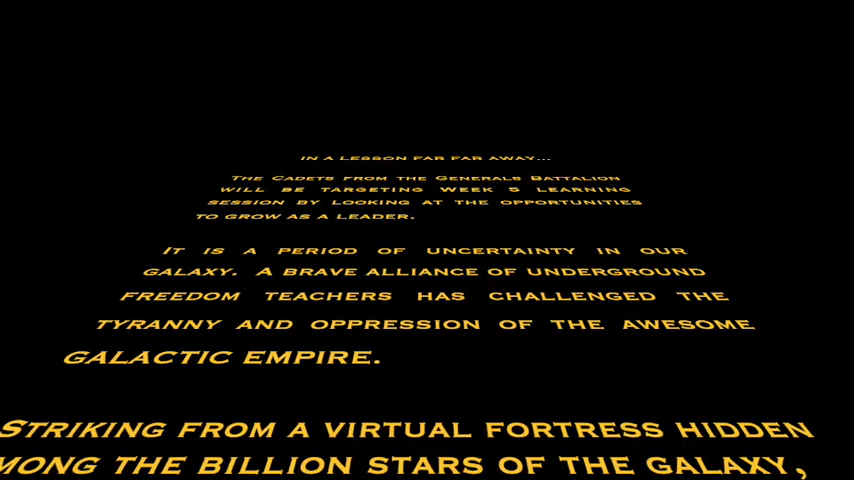 In a lesson far far away...
The Cadets from the Generals Battalion
will be targeting Week 5 learning
session by looking at the opportunities
to grow as a leader.
It is a period of uncertainty in our
galaxy. A brave alliance of underground
freedom teachers has challenged the
tyranny and oppression of the awesome
galactic empire.
Striking from a virtual fortress hidden
among the billion stars of the galaxy,